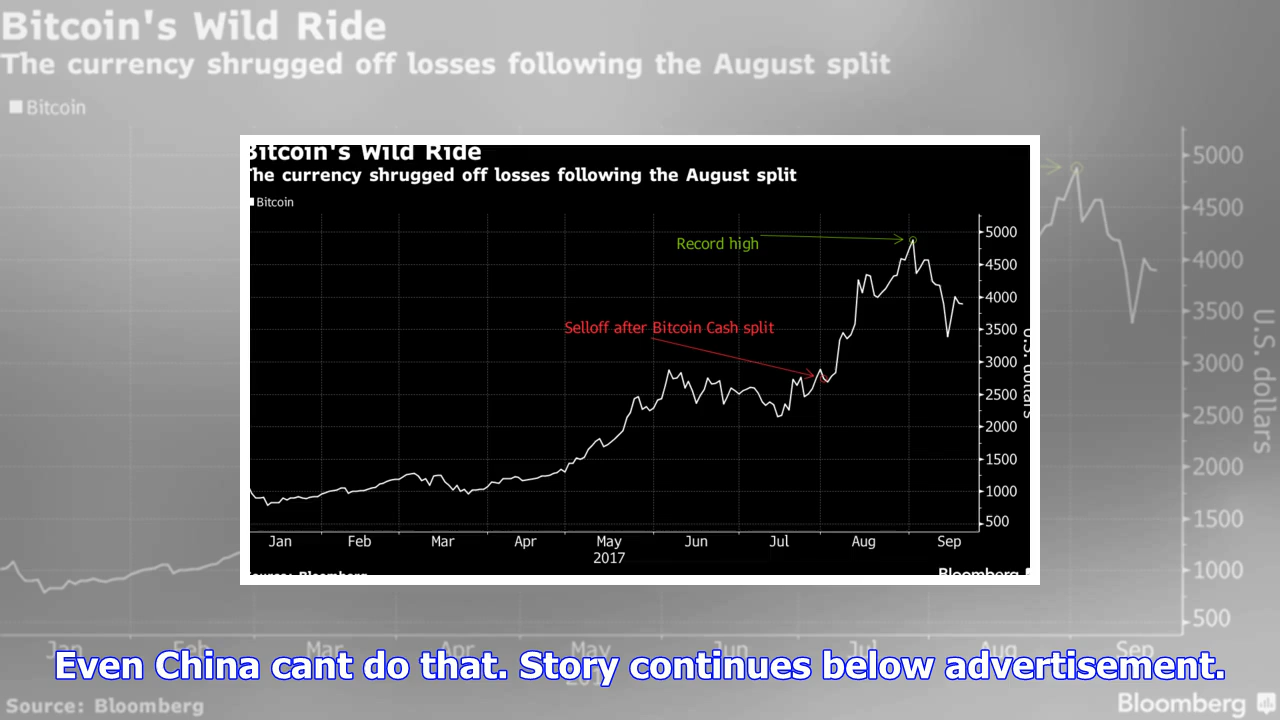 Bitcoin's Wild Ride
The currency shrugged off losses following the August split
Bitcoin
Bitcoin's Wild Ride
The currency shrugged off losses following the August split
Bitcoin
Record high
Selloff after Bitcoin Cash split
5000
4500
4000
3500
3000
2500
2000
1500
1000
500
U.S. dollars
Jan Feb Mar Apr May Jun Jul Aug Sep
2017
Source: Bloomberg
Bloomberg
5000
4500
4000
3500
3000
2500
2000
1500
1000
500
U.S. dollars
Jan Feb Mar Apr May Jun Jul Aug Sep
Even China cant do that. Story continues below advertisement.
Source: Bloomberg
Bloomberg